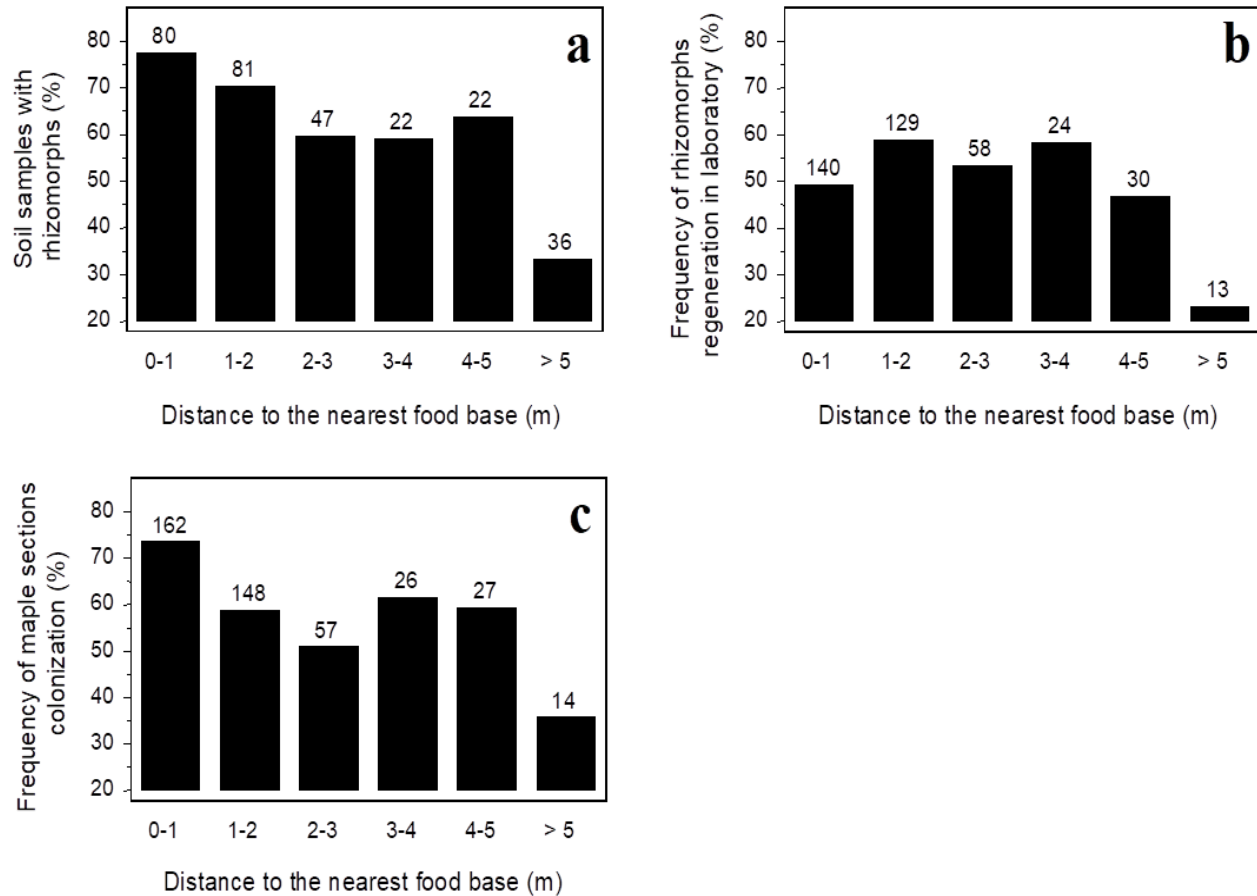 a
Soil samples with
rhizomorphs (%)
80
70
60
50
40
30
20
80
81
47
22
22
36
0-1 1-2 2-3 3-4 4-5 > 5
Distance to the nearest food base (m)
b
Frequency of rhizomorphs
regeneration in laboratory (%)
80
70
60
50
40
30
20
140
129
58
24
30
13
0-1 1-2 2-3 3-4 4-5 > 5
Distance to the nearest food base (m)
c
Frequency of maple sections
colonization (%)
80
70
60
50
40
30
20
162
148
57
26
27
14
0-1 1-2 2-3 3-4 4-5 > 5
Distance to the nearest food base (m)